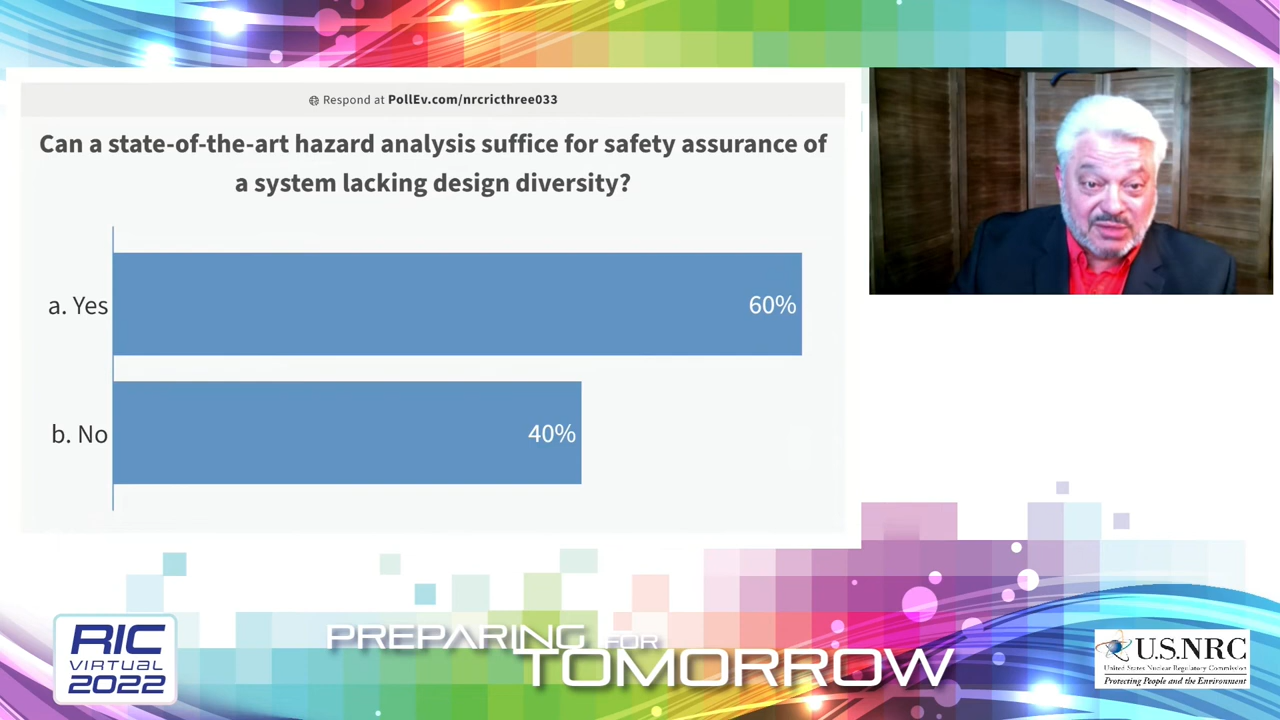 Respond at PollEv.com/nrcricthree033
Can a state-of-the-art hazard analysis suffice for safety assurance of
a system lacking design diversity?
a. Yes
60%
b. No
40%
RIC
VIRTUAL
2022
PREPARING FOR
TOMORROW
U.S.NRC
United States Nuclear Regulatory Commission
Protecting People and the Environment